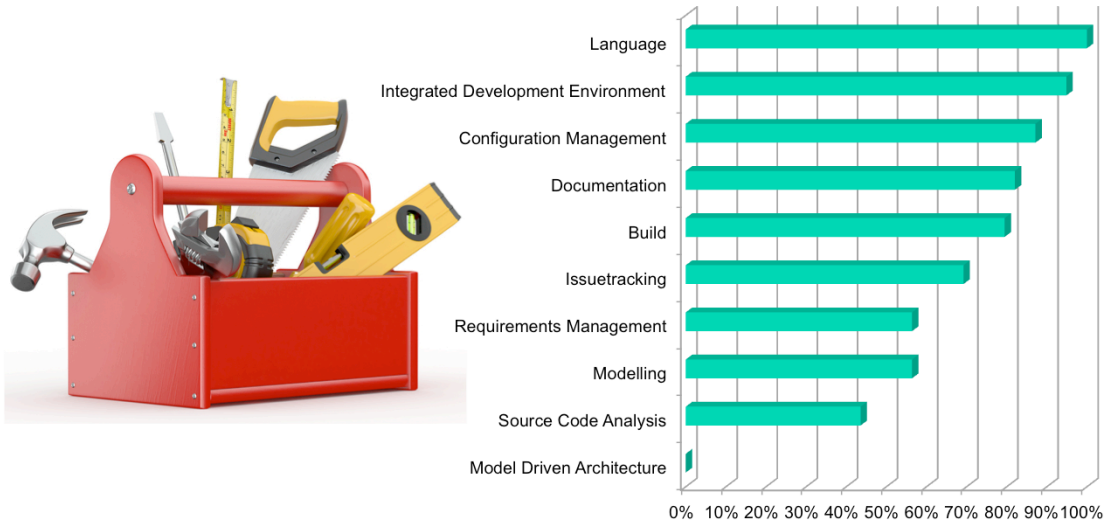 Language
Integrated Development Environment
Configuration Management
Documentation
Build
Issuetracking
Requirements Management
Modelling
Source Code Analysis
Model Driven Architecture
0% 10% 20% 30% 40% 50% 60% 70% 80% 90% 100%